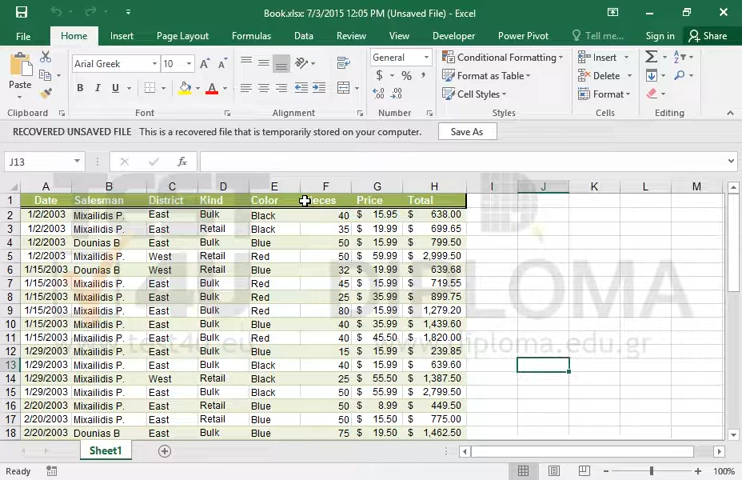 Book.xlsx: 7/3/2015 12:05 PM (Unsaved File) - Excel
File Home Insert Page Layout Formulas Data Review View Developer Power Pivot Tell me... Sign in Share
Arial Greek 10 General Conditional Formatting Insert
Paste B I U A $ % , Format as Table Delete
Cell Styles Format
Clipboard Font Alignment Number Styles Cells Editing
RECOVERED UNSAVED FILE This is a recovered file that is temporarily stored on your computer. Save As
J13 fx
A B C D E F G H I J K L M
1 Date Salesman District Kind Color Pieces Price Total
2 1/2/2003 Mixailidis P. East Bulk Black 40 $ 15.95 $ 638.00
3 1/2/2003 Mixailidis P. East Retail Black 35 $ 19.99 $ 699.65
4 1/2/2003 Dounias B East Bulk Blue 50 $ 15.99 $ 799.50
5 1/2/2003 Mixailidis P. West Retail Red 50 $ 59.99 $ 2,999.50
6 1/15/2003 Dounias B West Retail Blue 32 $ 19.99 $ 639.68
7 1/15/2003 Mixailidis P. East Bulk Red 45 $ 15.99 $ 719.55
8 1/15/2003 Mixailidis P. East Retail Red 25 $ 35.99 $ 899.75
9 1/15/2003 Mixailidis P. East Retail Red 80 $ 15.99 $ 1,279.20
10 1/15/2003 Mixailidis P. East Bulk Blue 40 $ 35.99 $ 1,439.60
11 1/15/2003 Mixailidis P. East Bulk Red 40 $ 45.50 $ 1,820.00
12 1/29/2003 Dounias B East Bulk Blue 15 $ 15.99 $ 239.85
13 1/29/2003 Mixailidis P. East Bulk Black 40 $ 15.99 $ 639.60
14 1/29/2003 Mixailidis P. West Retail Black 25 $ 55.50 $ 1,387.50
15 1/29/2003 Mixailidis P. East Bulk Black 50 $ 55.99 $ 2,799.50
16 2/20/2003 Mixailidis P. East Retail Blue 50 $ 8.99 $ 449.50
17 2/20/2003 Mixailidis P. East Retail Blue 50 $ 15.50 $ 775.00
18 2/20/2003 Dounias B East Bulk Blue 75 $ 19.50 $ 1,462.50
TEST 4U DIPLOMA
www.diploma.edu.gr
Sheet1
Ready 100%